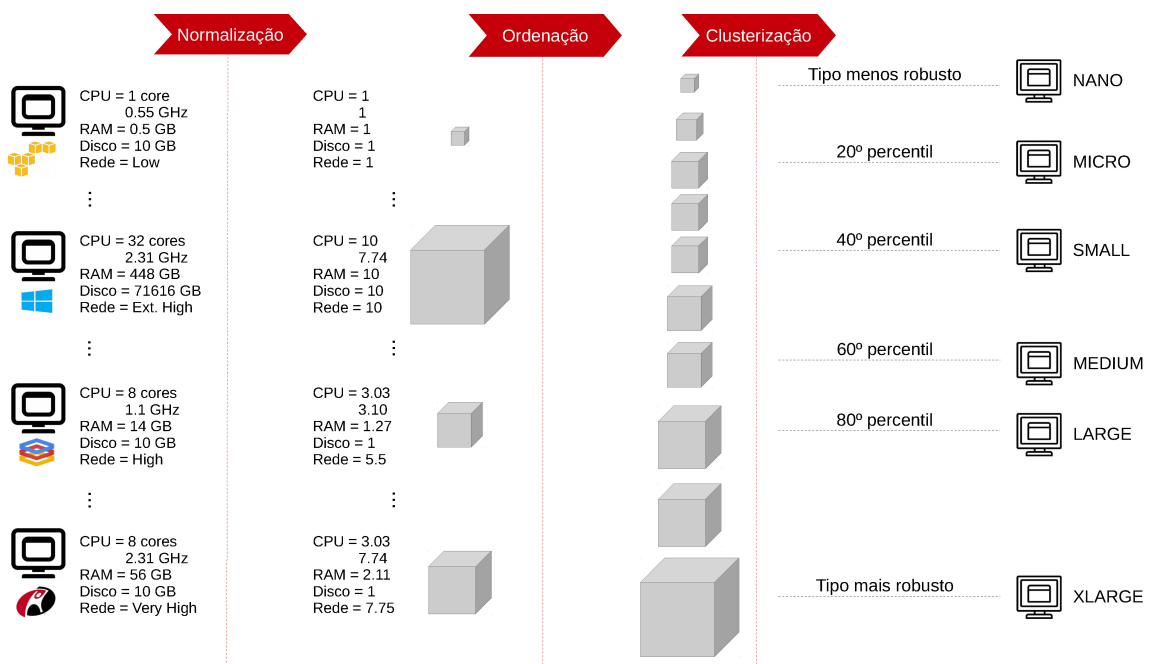 Normalização
Ordenação
Clusterização
CPU = 1 core
0.55 GHz
RAM = 0.5 GB
Disco = 10 GB
Rede = Low
CPU = 1
1
RAM = 1
Disco = 1
Rede = 1
⋮
⋮
CPU = 32 cores
2.31 GHz
RAM = 448 GB
Disco = 71616 GB
Rede = Ext. High
CPU = 10
7.74
RAM = 10
Disco = 10
Rede = 10
⋮
⋮
CPU = 8 cores
1.1 GHz
RAM = 14 GB
Disco = 10 GB
Rede = High
CPU = 3.03
3.10
RAM = 1.27
Disco = 1
Rede = 5.5
⋮
⋮
CPU = 8 cores
2.31 GHz
RAM = 56 GB
Disco = 10 GB
Rede = Very High
CPU = 3.03
7.74
RAM = 2.11
Disco = 1
Rede = 7.75
Tipo menos robusto
NANO
20º percentil
MICRO
40º percentil
SMALL
60º percentil
MEDIUM
80º percentil
LARGE
Tipo mais robusto
XLARGE